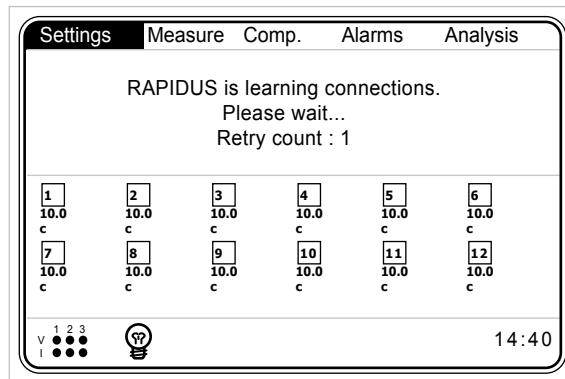 Settings Measure Comp. Alarms Analysis
RAPIDUS is learning connections.
Please wait...
Retry count : 1
1 2 3 4 5 6
10.0 10.0 10.0 10.0 10.0 10.0
c c c c c c
7 8 9 10 11 12
10.0 10.0 10.0 10.0 10.0 10.0
c c c c c c
1 2 3
V
I
14:40